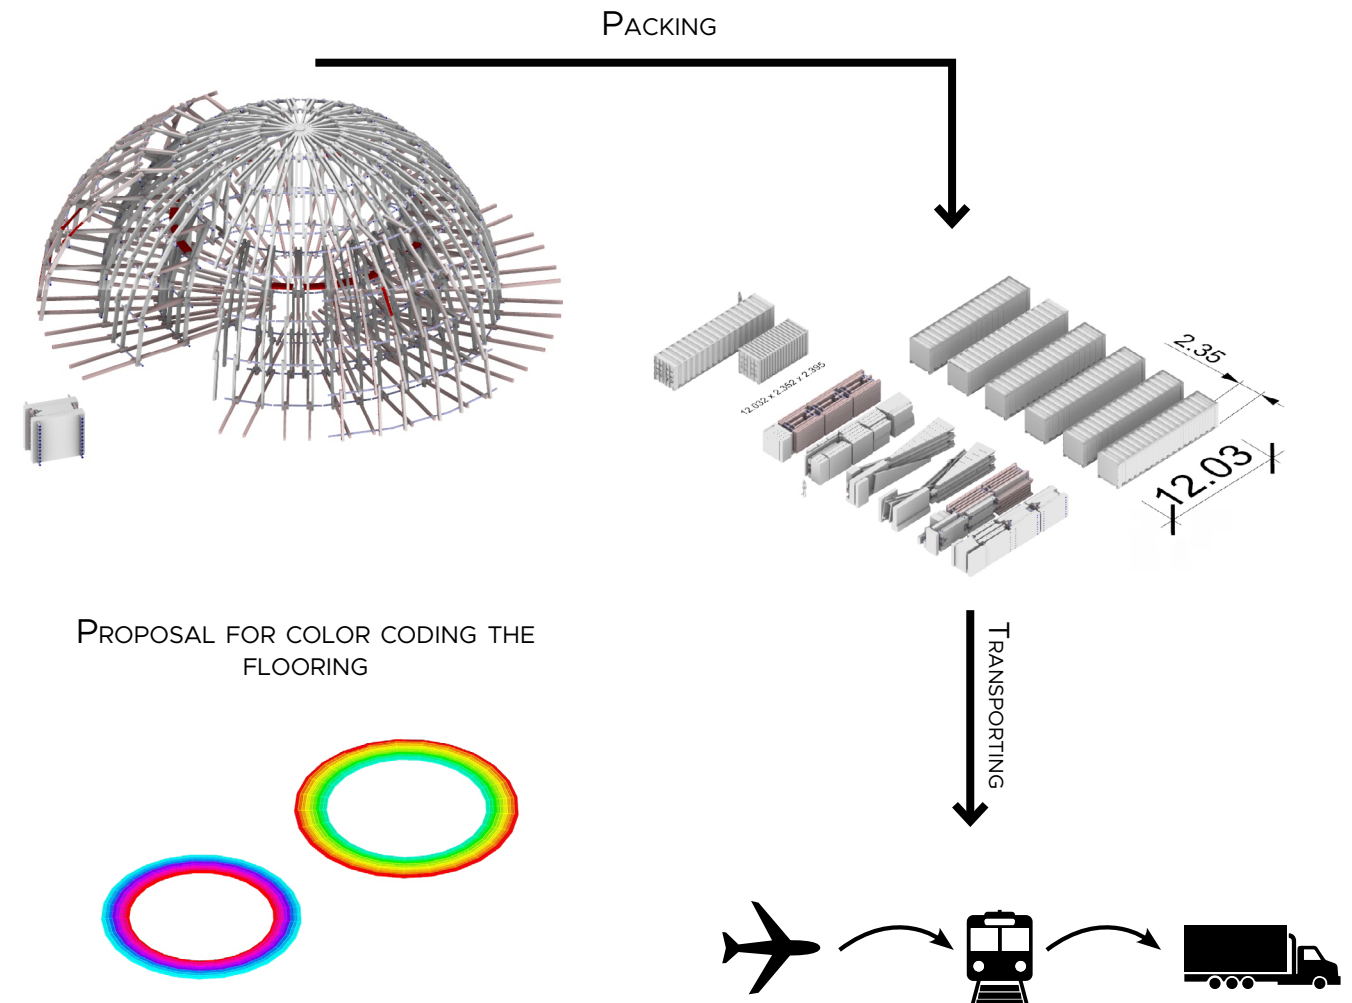 Packing
2.35
12.032 x 2.352 x 2.395
12.03
Proposal for color coding the
flooring
Transporting